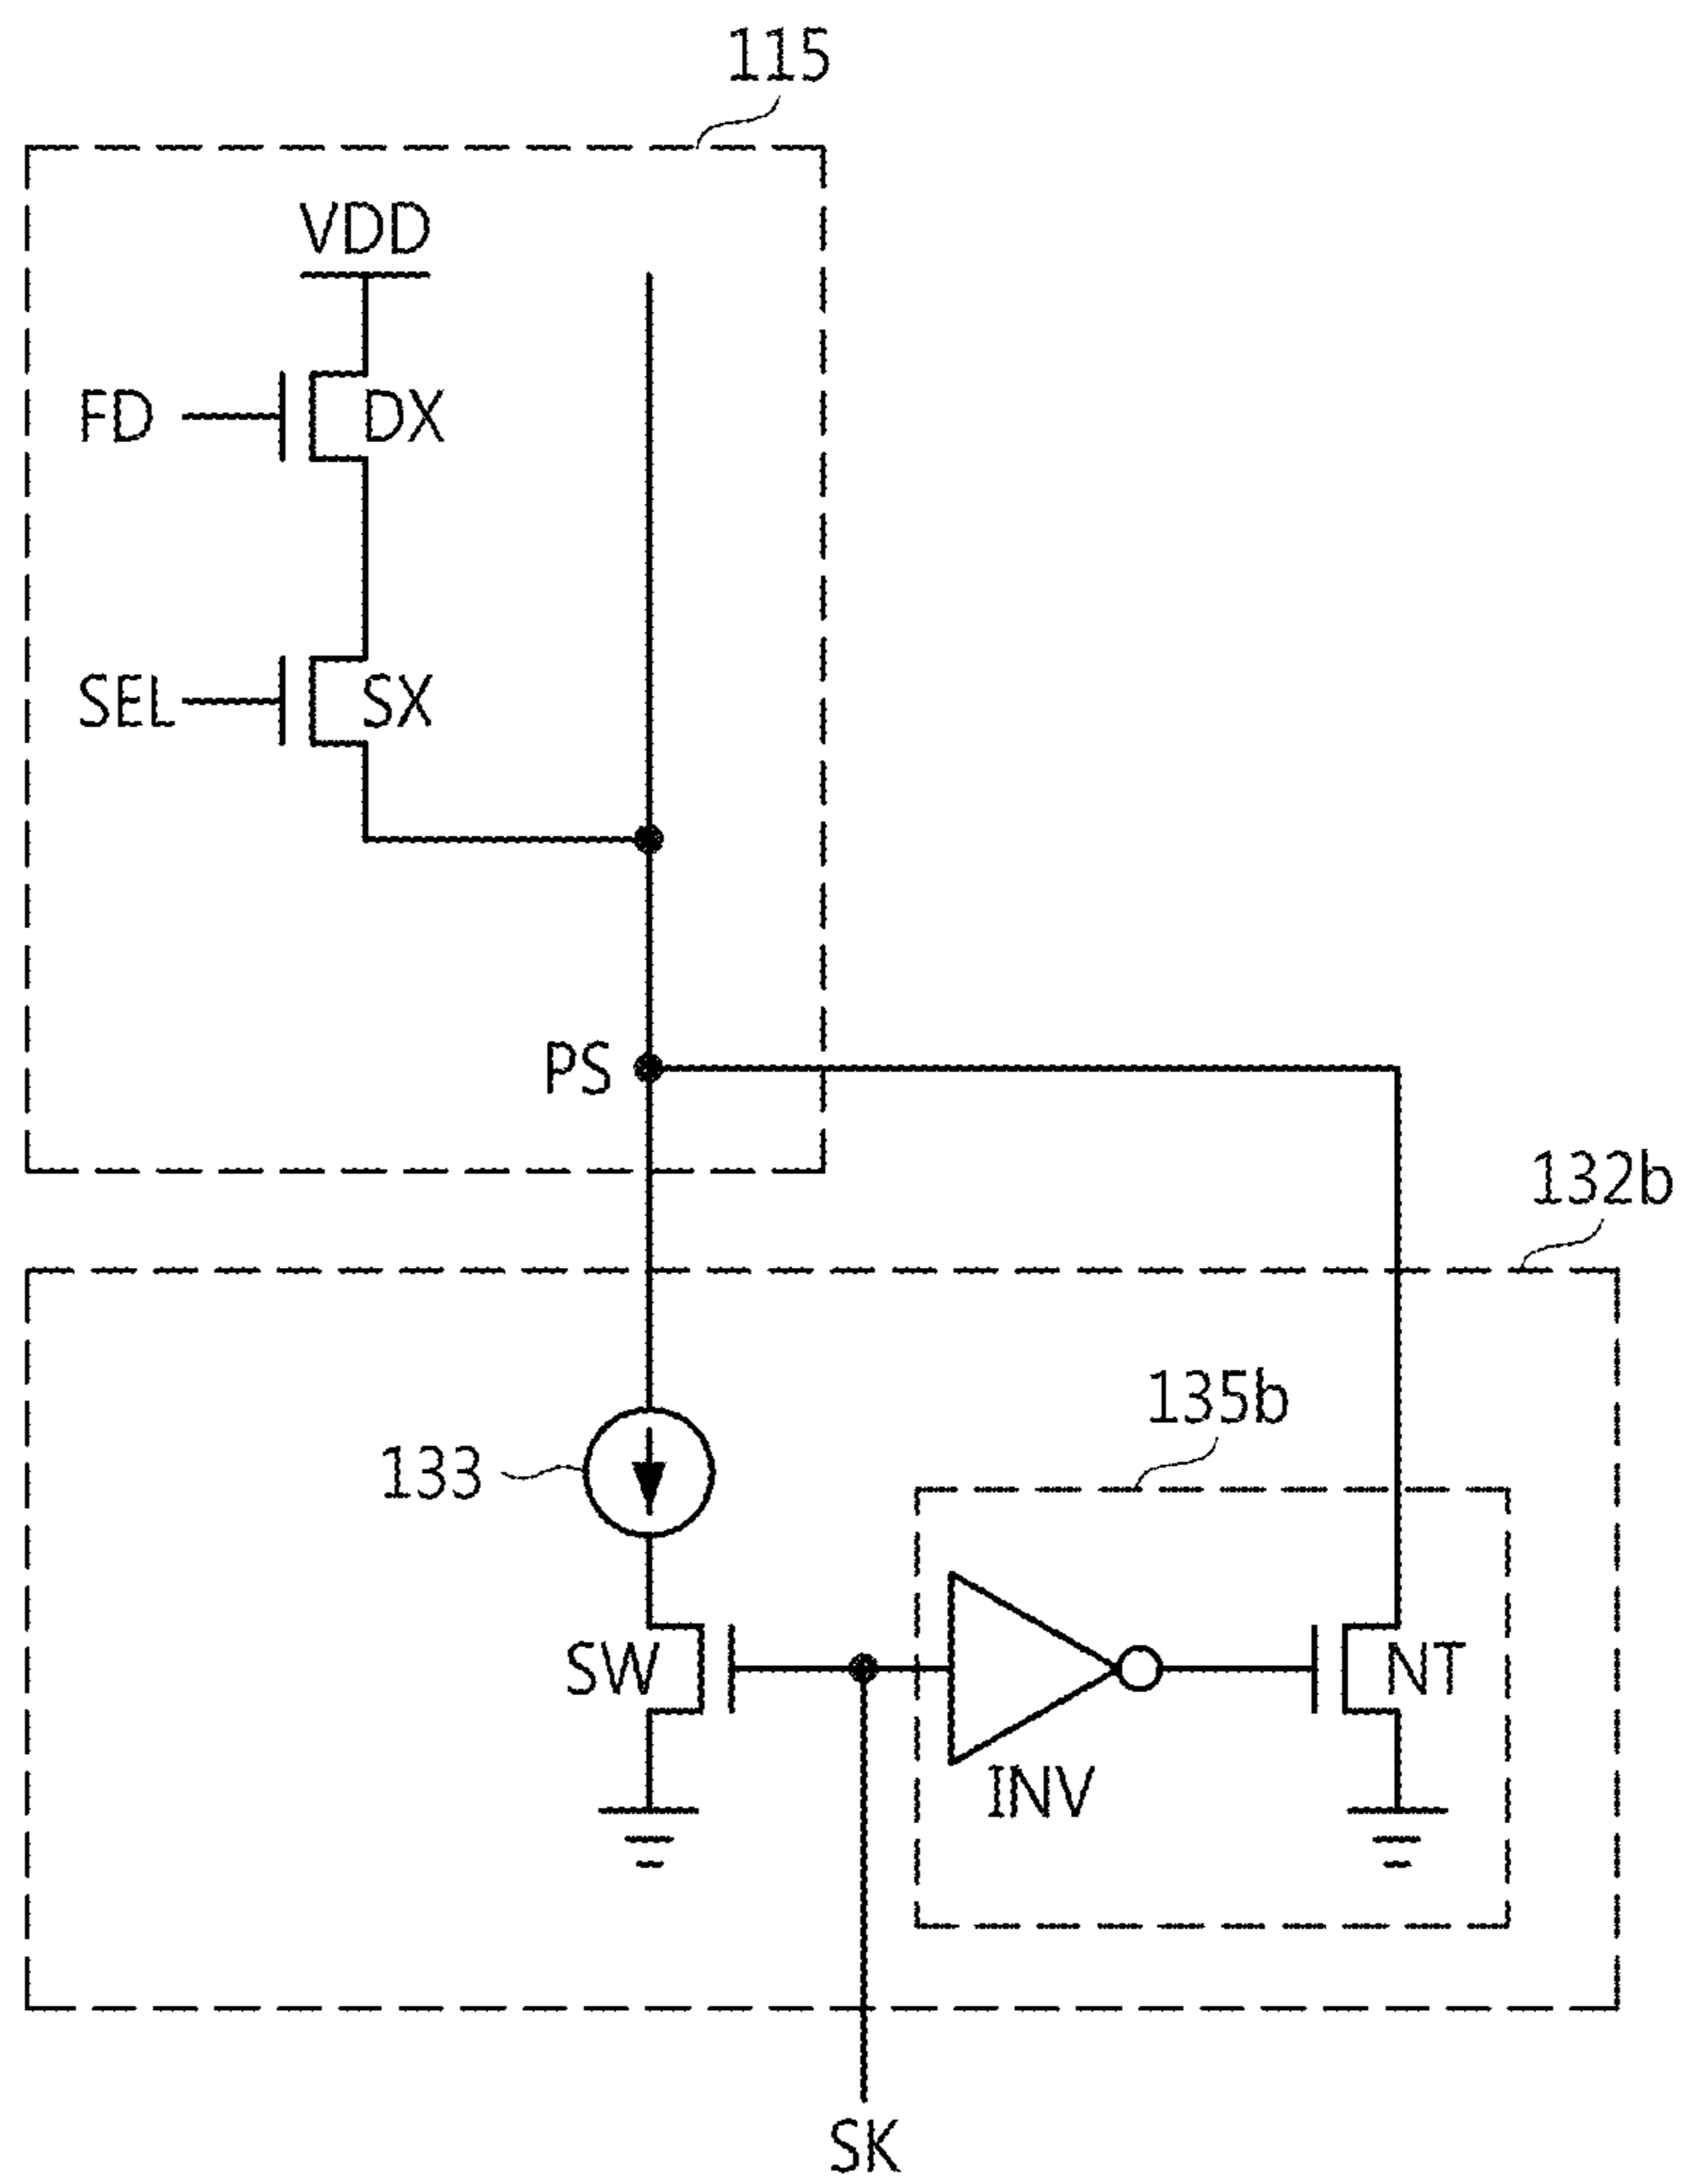 115
VDD
FD
DX
SEL
SX
PS
132b
135b
133
SW
NT
INV
SK